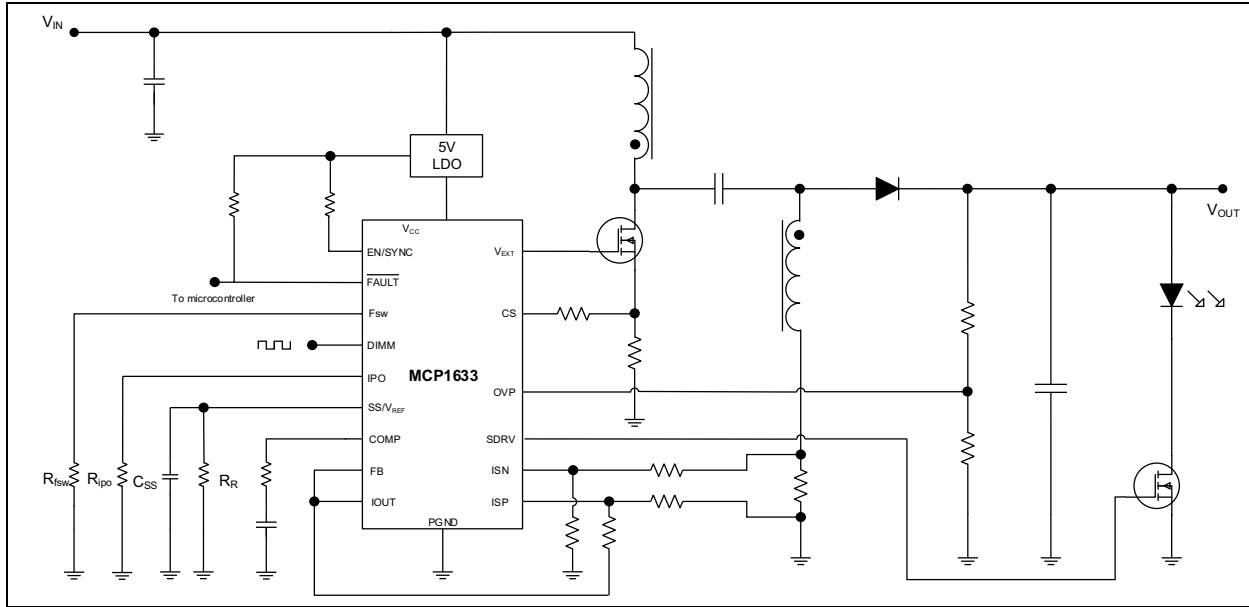 VIN
5V
LDO
VCC
EN/SYNC
VEXT
FAULT
To microcontroller
Fsw
CS
DIMM
MCP1633
IPO
OVP
SS/VREF
COMP
SDRV
FB
ISN
IOUT
ISP
PGND
Rfsw
Ripo
CSS
RR
VOUT